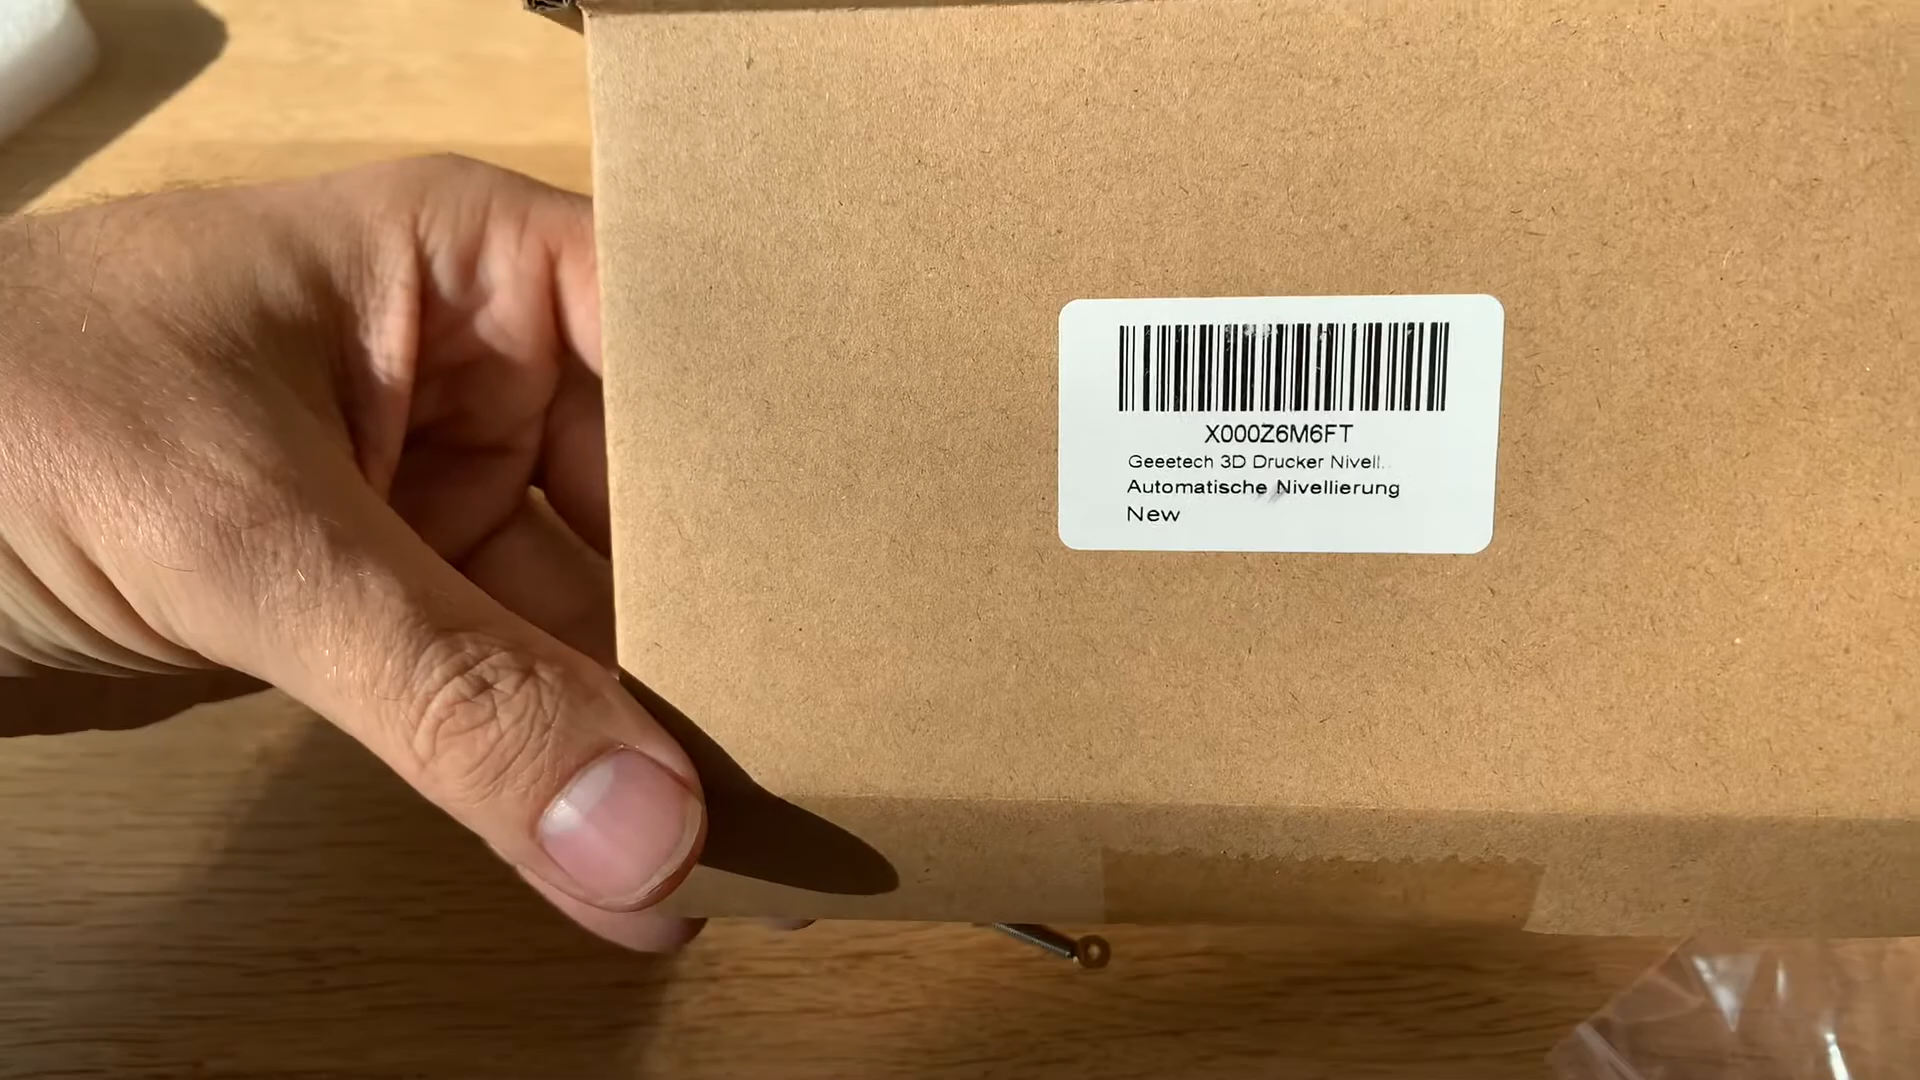 X000Z6M6FT
Geeetech 3D Drucker Nivell.
Automatische Nivellierung
New